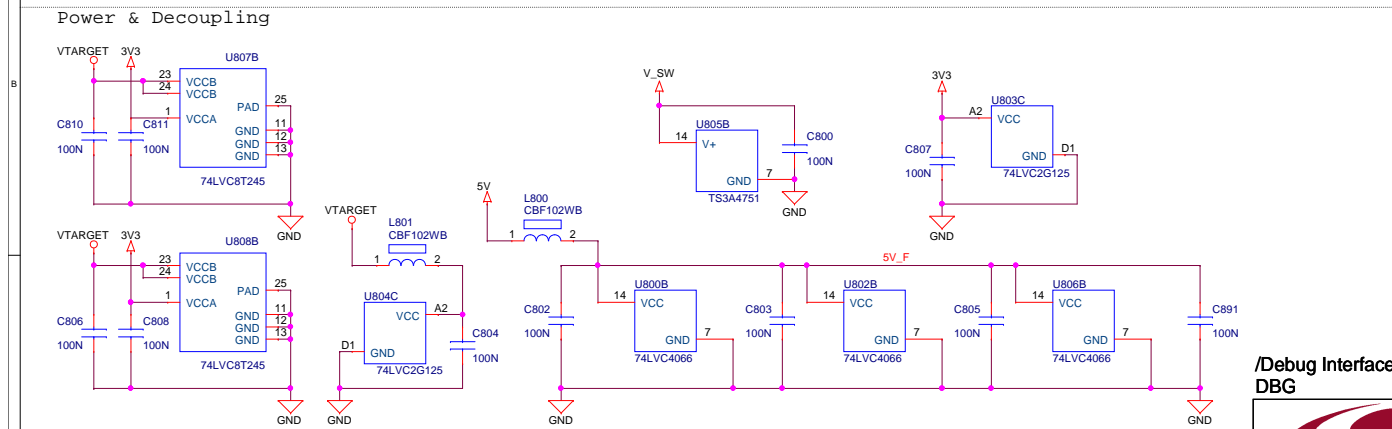 Power & Decoupling
B
VTARGET 3V3
U807B
23 VCCB
24 VCCB
PAD 25
1 VCCA
GND 11
GND 12
GND 13
C810 100N
C811 100N
74LVC8T245
GND
V_SW
U805B
14 V+
GND 7
TS3A4751
C800
100N
GND
3V3
U803C
A2 VCC
GND D1
74LVC2G125
C807
100N
GND
VTARGET 3V3
U808B
23 VCCB
24 VCCB
PAD 25
1 VCCA
GND 11
GND 12
GND 13
C806 100N
C808 100N
74LVC8T245
GND
VTARGET
L801
CBF102WB
1 2
U804C
VCC A2
D1 GND
74LVC2G125
C804
100N
GND
5V
L800
CBF102WB
1 2
5V_F
C802
100N
U800B
14 VCC
GND 7
74LVC4066
C803
100N
U802B
14 VCC
GND 7
74LVC4066
C805
100N
U806B
14 VCC
GND 7
74LVC4066
C891
100N
GND
GND
/Debug Interface
DBG